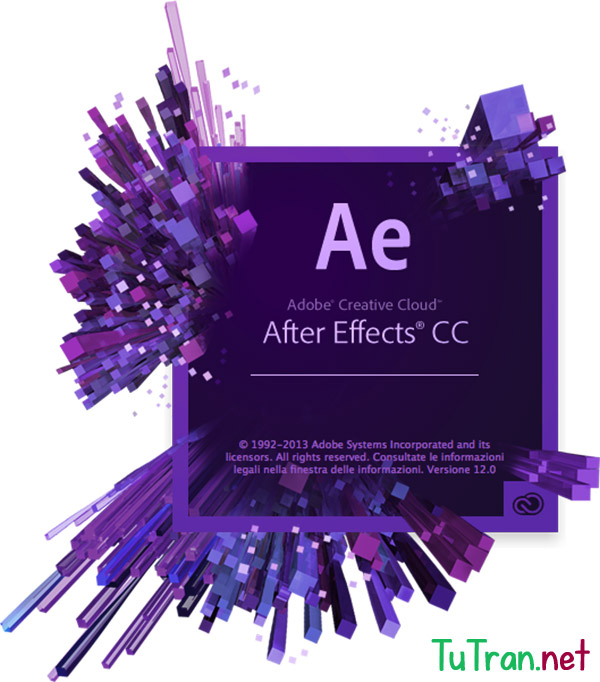 Ae
Adobe® Creative Cloud™
After Effects® CC
© 1992-2013 Adobe Systems Incorporated and its
licensors. All rights reserved. Consultate le informazioni
legali nella finestra delle informazioni. Versione 12.0
TuTran.net